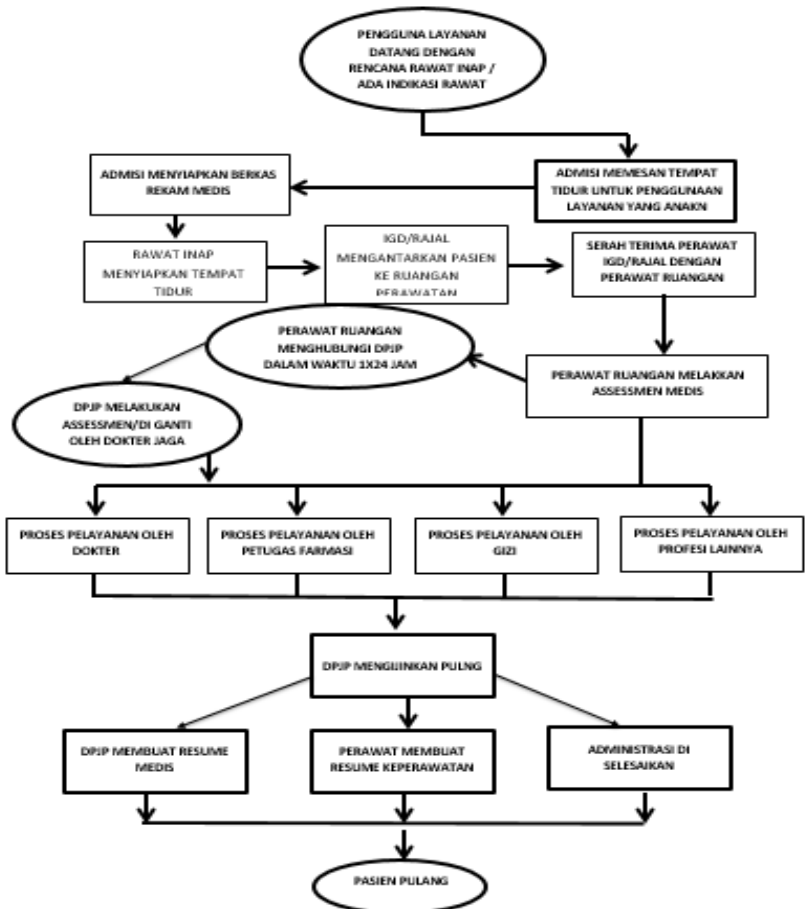 PENGGUNA LAYANAN
DATANG DENGAN
RENCANA RAWAT INAP /
ADA INDIKASI RAWAT
ADMISI MEMESAN TEMPAT
TIDUR UNTUK PENGGUNAAN
LAYANAN YANG ANAKN
ADMISI MENYIAPKAN BERKAS
REKAM MEDIS
RAWAT INAP
MENYIAPKAN TEMPAT
TIDUR
IGD/RAJAL
MENGANTARKAN PASIEN
KE RUANGAN
PERAWATAN
SERAH TERIMA PERAWAT
IGD/RAJAL DENGAN
PERAWAT RUANGAN
PERAWAT RUANGAN MELAKKAN
ASSESSMEN MEDIS
PERAWAT RUANGAN
MENGHUBUNGI DPJP
DALAM WAKTU 1X24 JAM
DPJP MELAKUKAN
ASSESSMEN/DI GANTI
OLEH DOKTER JAGA
PROSES PELAYANAN OLEH
DOKTER
PROSES PELAYANAN OLEH
PETUGAS FARMASI
PROSES PELAYANAN OLEH
GIZI
PROSES PELAYANAN OLEH
PROFESI LAINNYA
DPJP MENGIJINKAN PULNG
DPJP MEMBUAT RESUME
MEDIS
PERAWAT MEMBUAT
RESUME KEPERAWATAN
ADMINISTRASI DI
SELESAIKAN
PASIEN PULANG